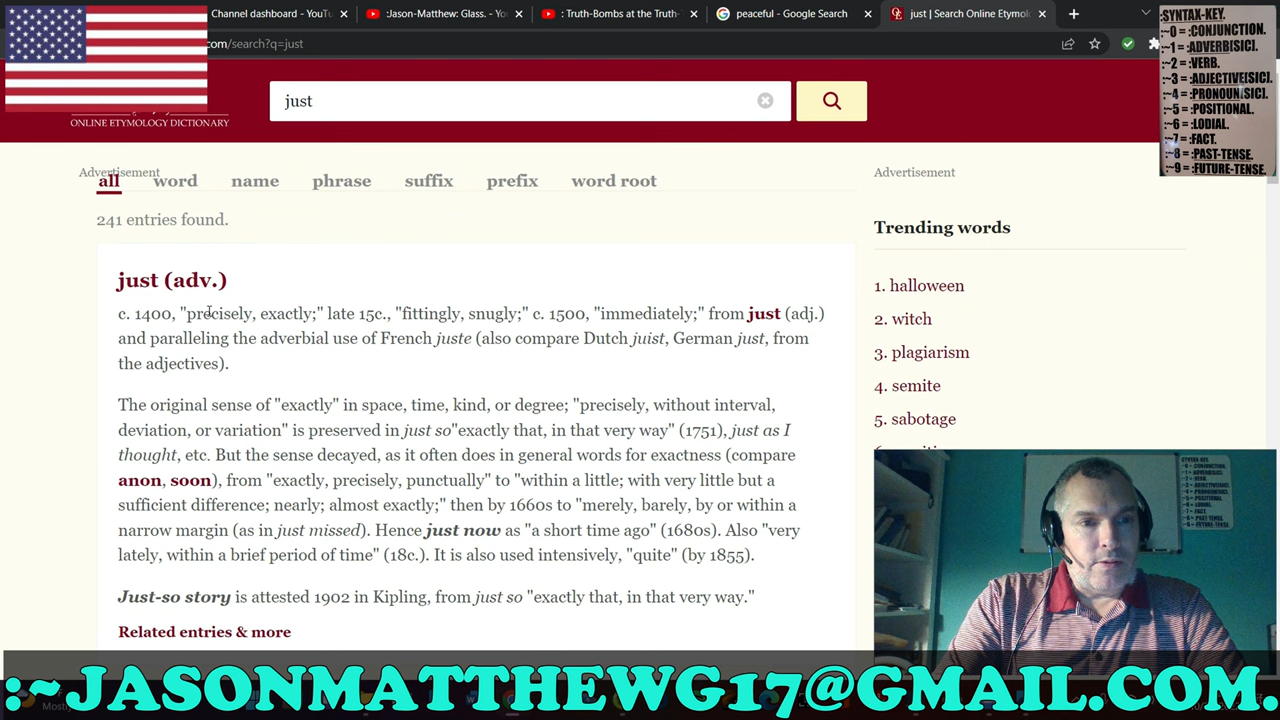 Channel dashboard - YouTu
:Jason-Matthew: Glass. - Yo
: Truth-Bombs as the Truth-
peaceful - Google Search
just | Search Online Etymol
om/search?q=just
just
ONLINE ETYMOLOGY DICTIONARY
:SYNTAX-KEY.
:~0 = :CONJUNCTION.
:~1 = :ADVERB[SIC].
:~2 = :VERB.
:~3 = :ADJECTIVE[SIC].
:~4 = :PRONOUN[SIC].
:~5 = :POSITIONAL.
:~6 = :LODIAL.
:~7 = :FACT.
:~8 = :PAST-TENSE.
:~9 = :FUTURE-TENSE.
Advertisement
all word name phrase suffix prefix word root
241 entries found.
just (adv.)
c. 1400, "precisely, exactly;" late 15c., "fittingly, snugly;" c. 1500, "immediately;" from just (adj.)
and paralleling the adverbial use of French juste (also compare Dutch juist, German just, from
the adjectives).
The original sense of "exactly" in space, time, kind, or degree; "precisely, without interval,
deviation, or variation" is preserved in just so"exactly that, in that very way" (1751), just as I
thought, etc. But the sense decayed, as it often does in general words for exactness (compare
anon, soon), from "exactly, precisely, punctually" to "within a little; with very little but a
sufficient difference; nearly; almost exactly;" then by 1660s to "merely, barely, by or within a
narrow margin (as in just missed). Hence just now as "a short time ago" (1680s). Also "very
lately, within a brief period of time" (18c.). It is also used intensively, "quite" (by 1855).
Just-so story is attested 1902 in Kipling, from just so "exactly that, in that very way."
Related entries & more
Advertisement
Trending words
1. halloween
2. witch
3. plagiarism
4. semite
5. sabotage
:~JASONMATTHEWG17@GMAIL.COM.